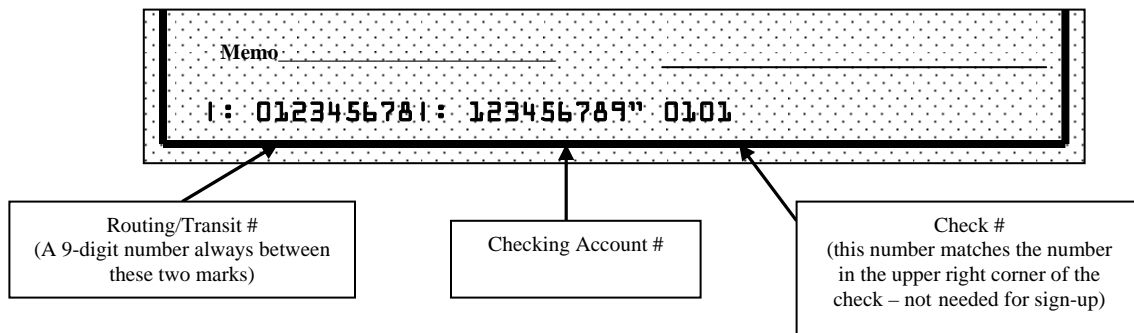 Memo
|: 012345678|: 123456789" 0101
Routing/Transit #
(A 9-digit number always between
these two marks)
Checking Account #
Check #
(this number matches the number
in the upper right corner of the
check – not needed for sign-up)